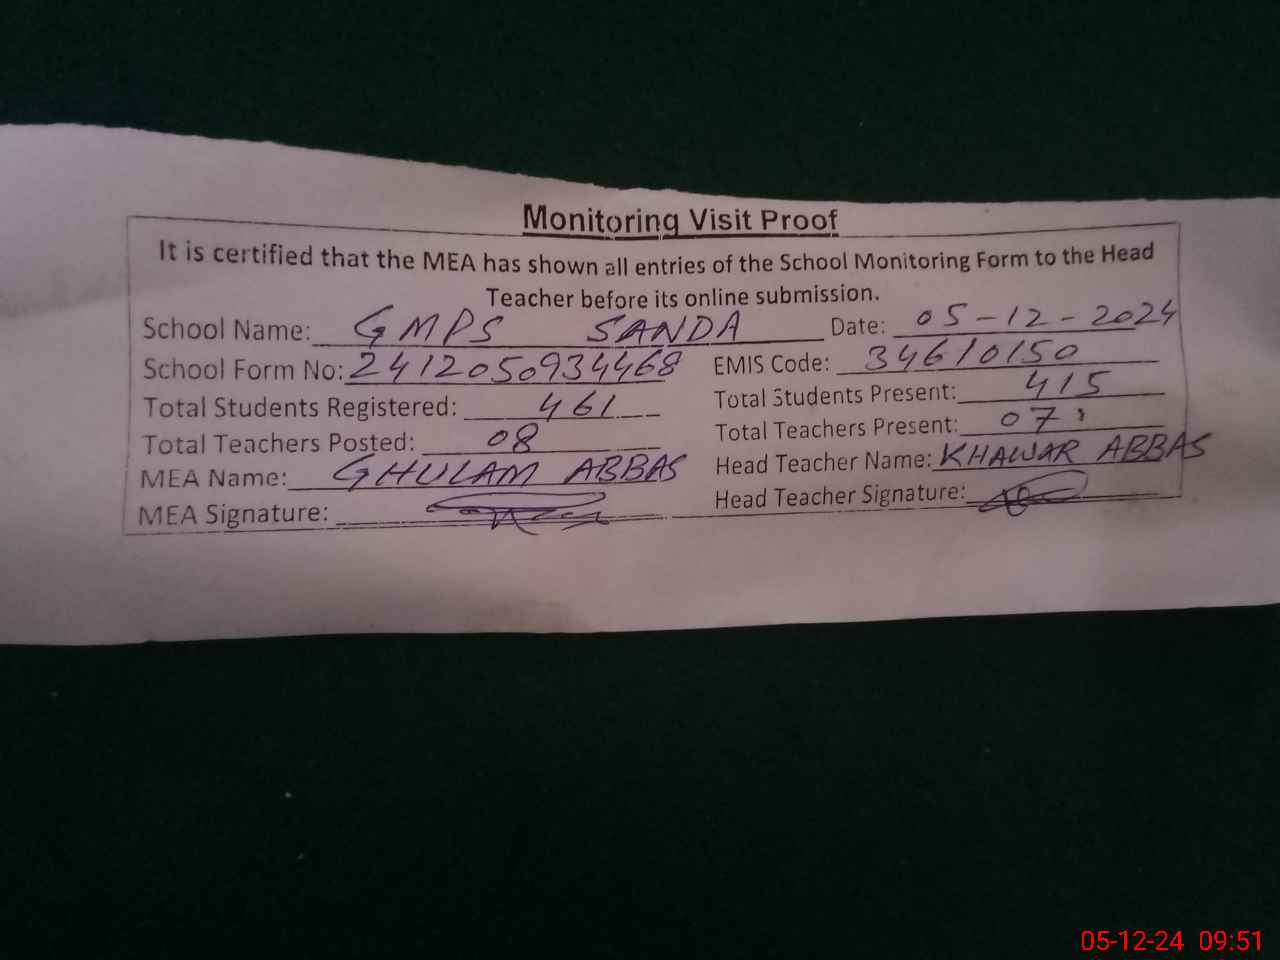 Monitoring Visit Proof
It is certified that the MEA has shown all entries of the School Monitoring Form to the Head
Teacher before its online submission.
School Name: GMPS SANDA Date: 05-12-2024
School Form No: 2412050934468 EMIS Code: 34610150
Total Students Registered: 461 Total Students Present: 415
Total Teachers Posted: 08 Total Teachers Present: 07
MEA Name: GHULAM ABBAS Head Teacher Name: KHAWAR ABBAS
MEA Signature: Head Teacher Signature:
05-12-24 09:51